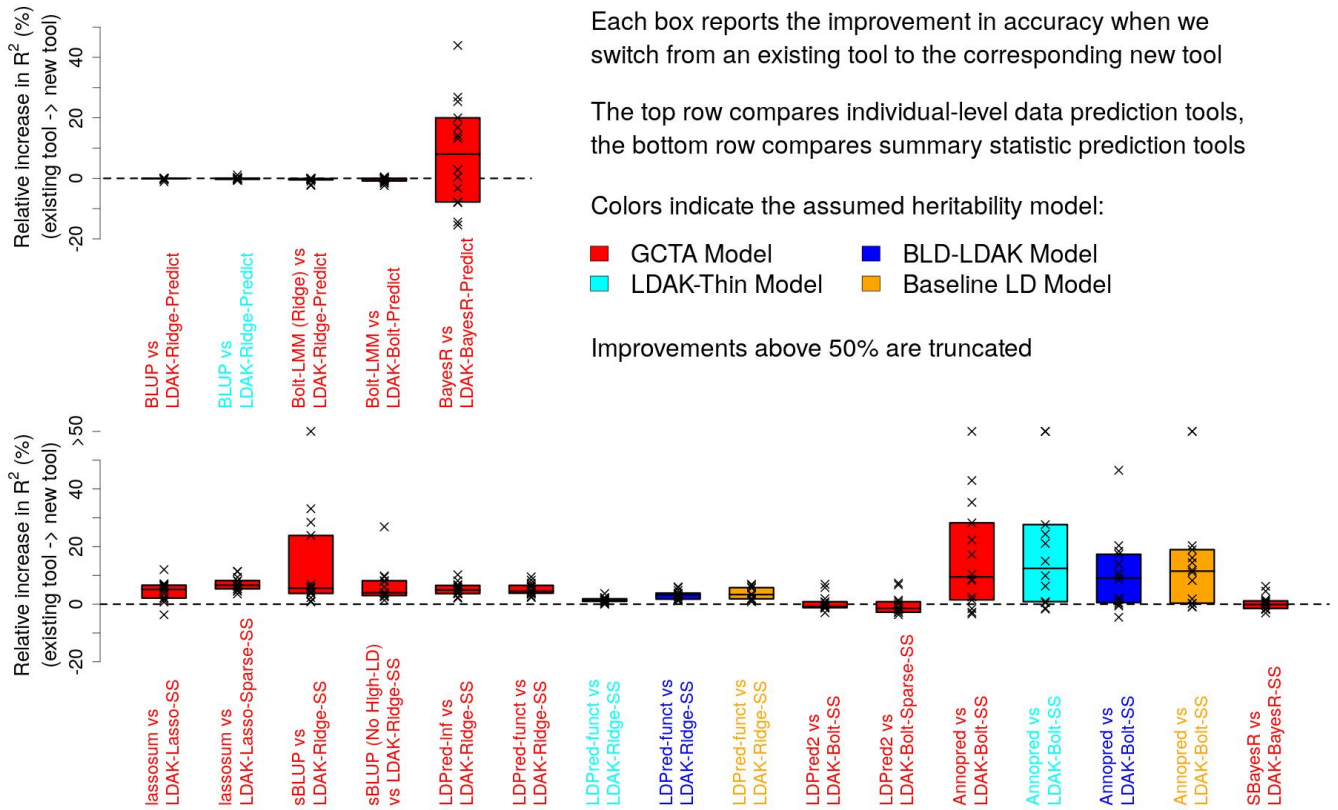 Relative increase in R² (%)
(existing tool -> new tool)
40
20
0
-20
BLUP vs
LDAK-Ridge-Predict
BLUP vs
LDAK-Ridge-Predict
Bolt-LMM (Ridge) vs
LDAK-Ridge-Predict
Bolt-LMM vs
LDAK-Bolt-Predict
BayesR vs
LDAK-BayesR-Predict
Each box reports the improvement in accuracy when we
switch from an existing tool to the corresponding new tool
The top row compares individual-level data prediction tools,
the bottom row compares summary statistic prediction tools
Colors indicate the assumed heritability model:
GCTA Model
BLD-LDAK Model
LDAK-Thin Model
Baseline LD Model
Improvements above 50% are truncated
Relative increase in R² (%)
(existing tool -> new tool)
>50
40
20
0
-20
lassosum vs
LDAK-Lasso-SS
lassosum vs
LDAK-Lasso-Sparse-SS
sBLUP vs
LDAK-Ridge-SS
sBLUP (No High-LD)
vs LDAK-Ridge-SS
LDPred-inf vs
LDAK-Ridge-SS
LDPred-funct vs
LDAK-Ridge-SS
LDPred-funct vs
LDAK-Ridge-SS
LDPred-funct vs
LDAK-Ridge-SS
LDPred-funct vs
LDAK-Ridge-SS
LDPred2 vs
LDAK-Bolt-SS
LDPred2 vs
LDAK-Bolt-Sparse-SS
Annopred vs
LDAK-Bolt-SS
Annopred vs
LDAK-Bolt-SS
Annopred vs
LDAK-Bolt-SS
Annopred vs
LDAK-Bolt-SS
SBayesR vs
LDAK-BayesR-SS